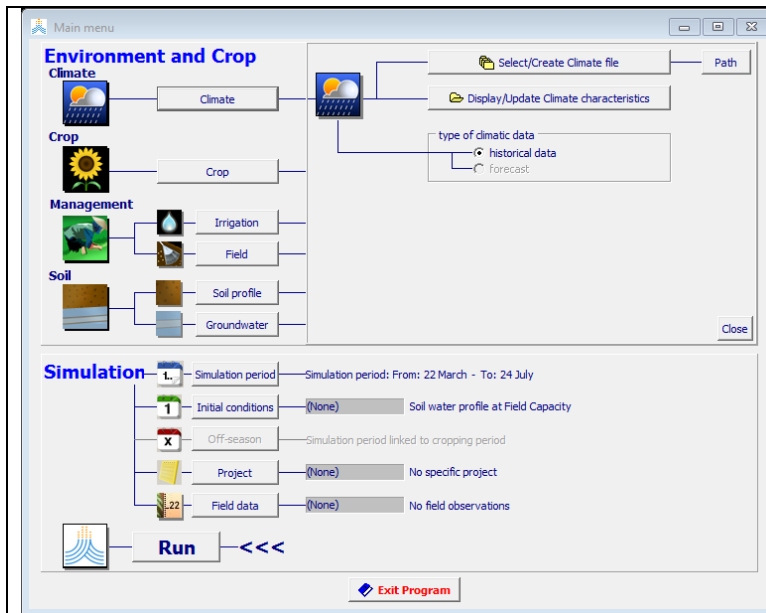 Main menu
Environment and Crop
Climate
Climate
Crop
Crop
Management
Irrigation
Field
Soil
Soil profile
Groundwater
Select/Create Climate file
Path
Display/Update Climate characteristics
type of climatic data
historical data
forecast
Close
Simulation
1..
Simulation period
Simulation period: From: 22 March - To: 24 July
1
Initial conditions
(None)
Soil water profile at Field Capacity
x
Off-season
Simulation period linked to cropping period
Project
(None)
No specific project
.22
Field data
(None)
No field observations
Run
<<<
Exit Program